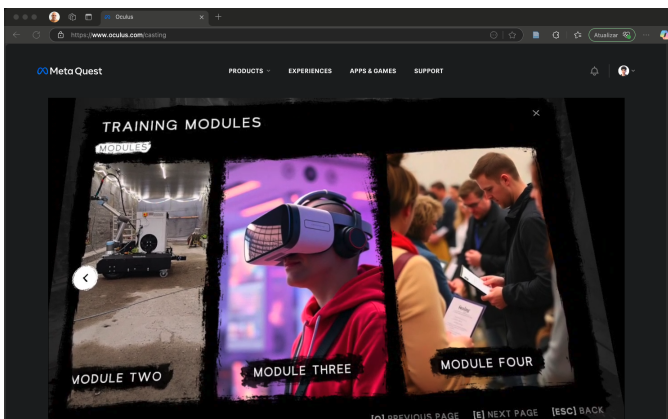 Oculus
https://www.oculus.com/casting
Atualizar
Meta Quest
PRODUCTS
EXPERIENCES
APPS & GAMES
SUPPORT
TRAINING MODULES
MODULES
MODULE TWO
MODULE THREE
MODULE FOUR
[Q] PREVIOUS PAGE [E] NEXT PAGE [ESC] BACK